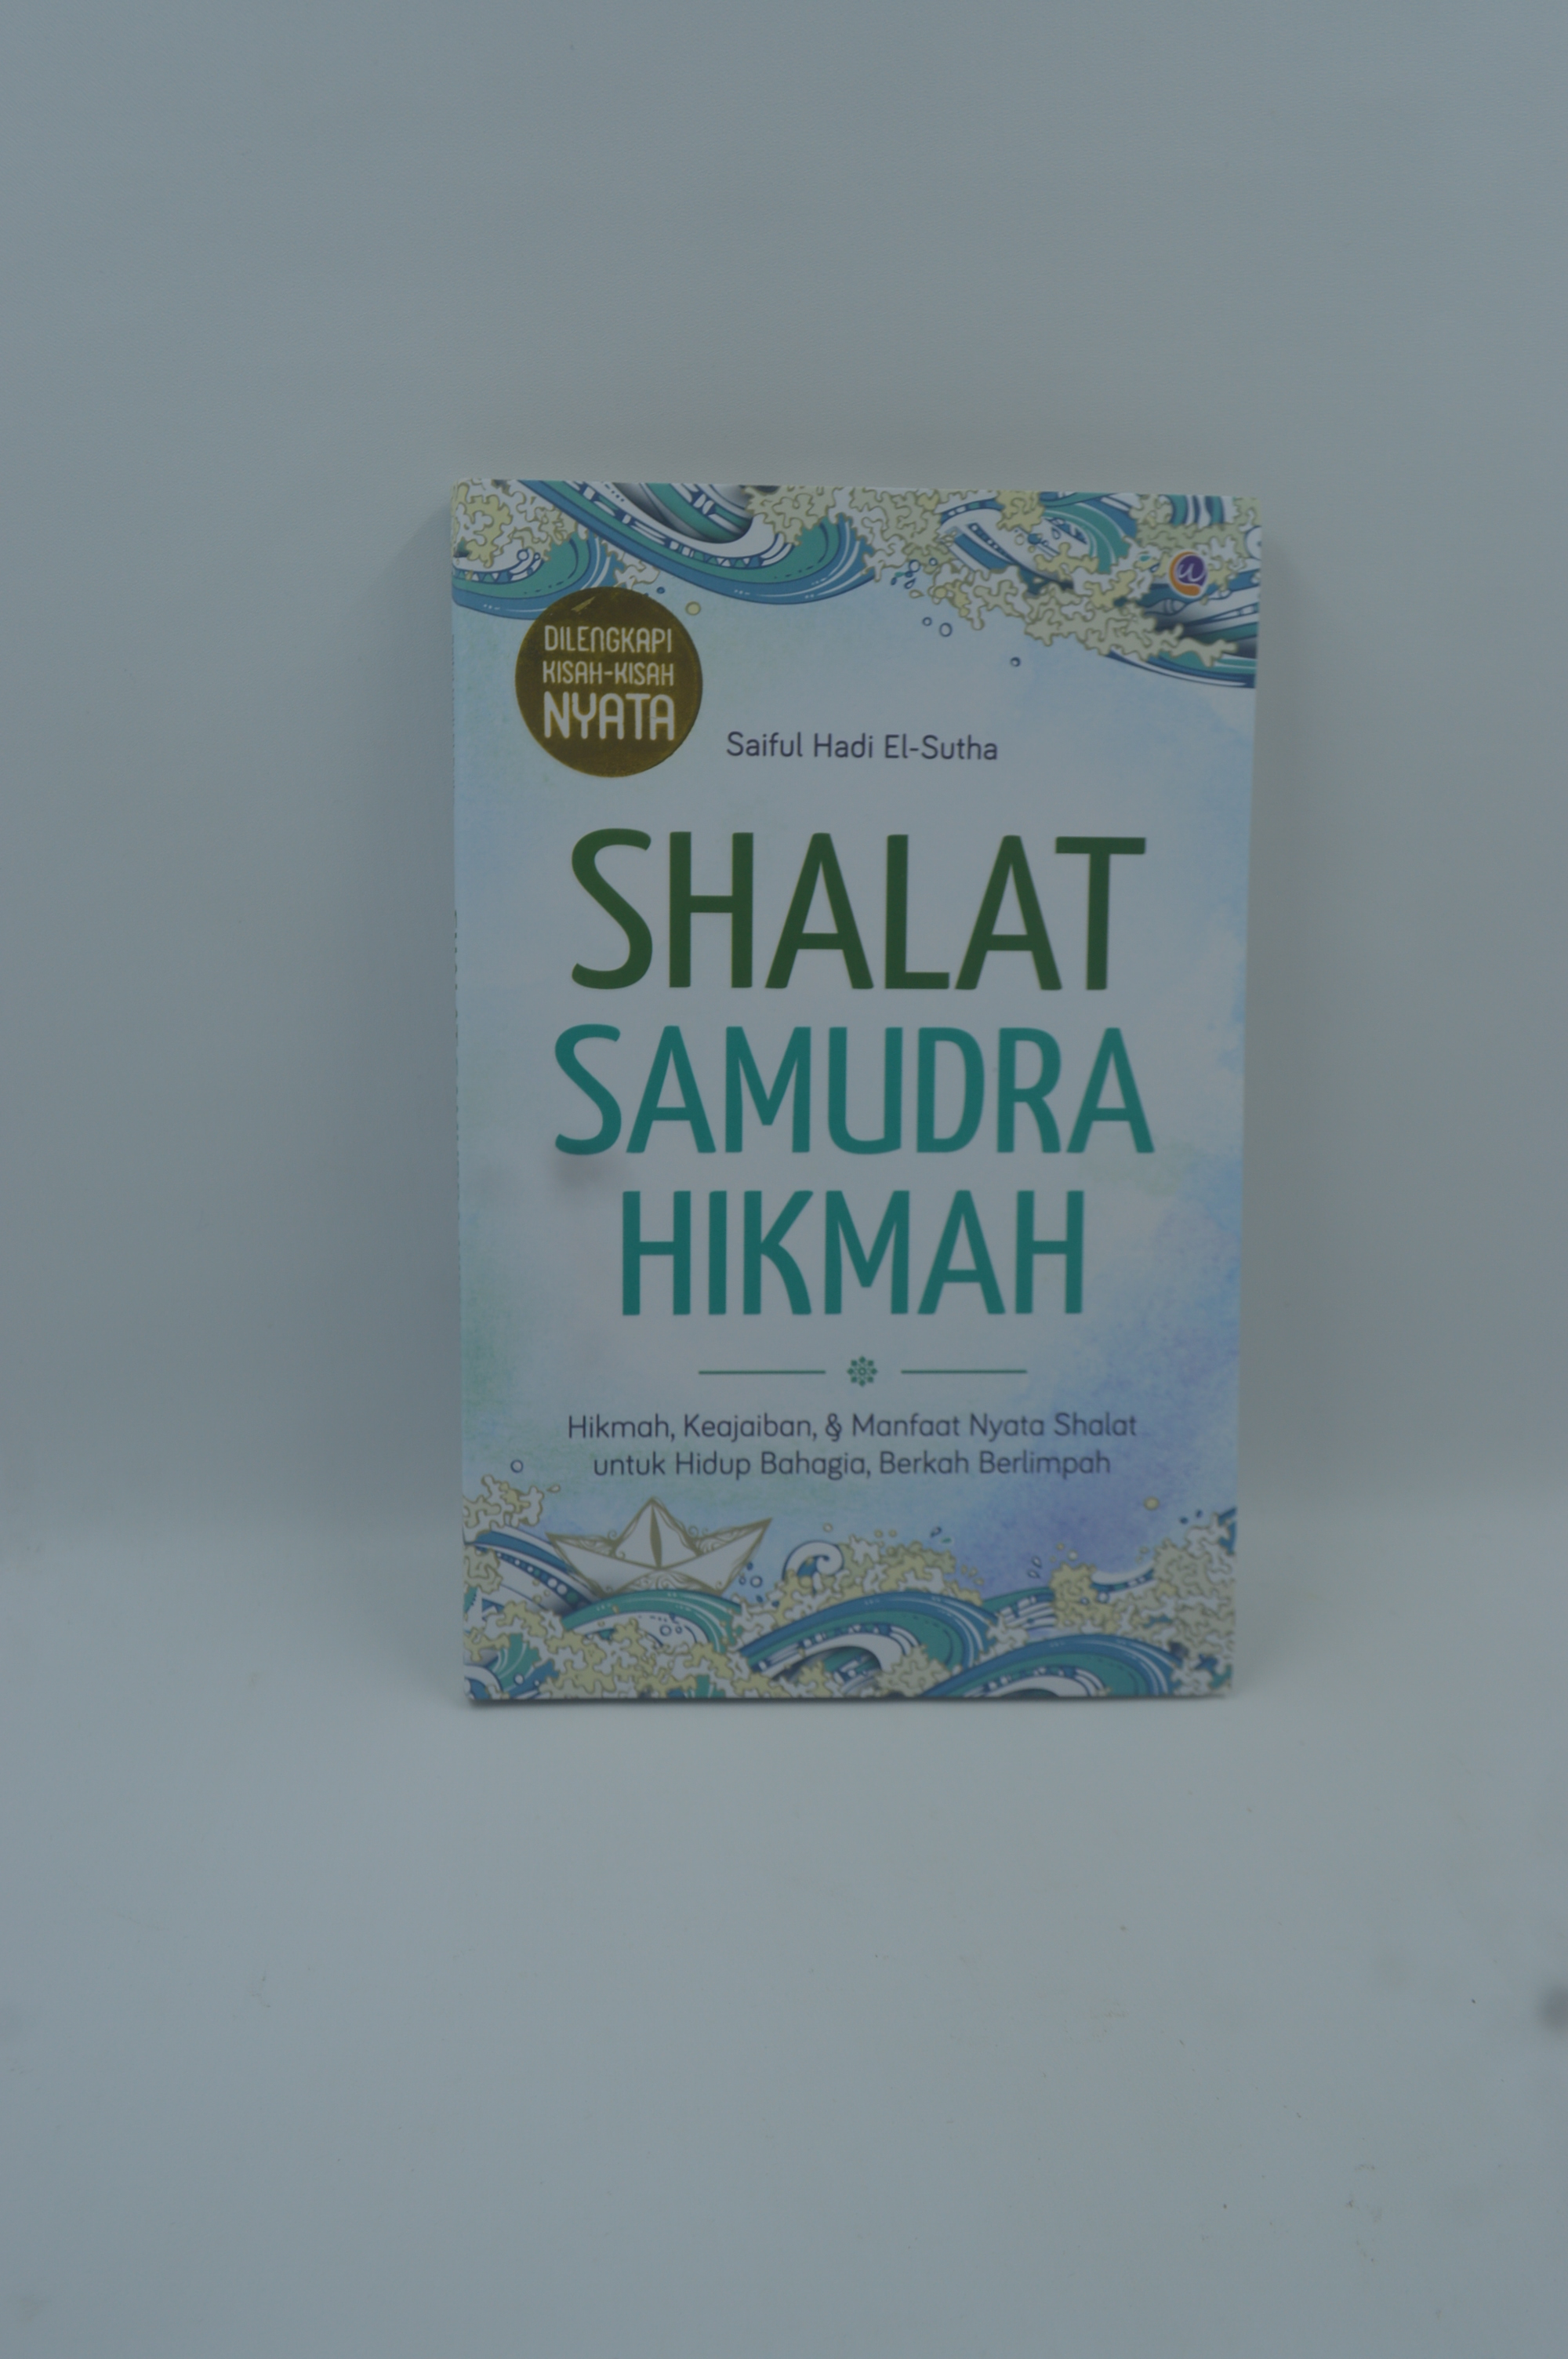 DILENGKAPI
KISAH-KISAH
NYATA
Saiful Hadi El-Sutha
SHALAT
SAMUDRA
HIKMAH
Hikmah, Keajaiban, & Manfaat Nyata Shalat
untuk Hidup Bahagia, Berkah Berlimpah